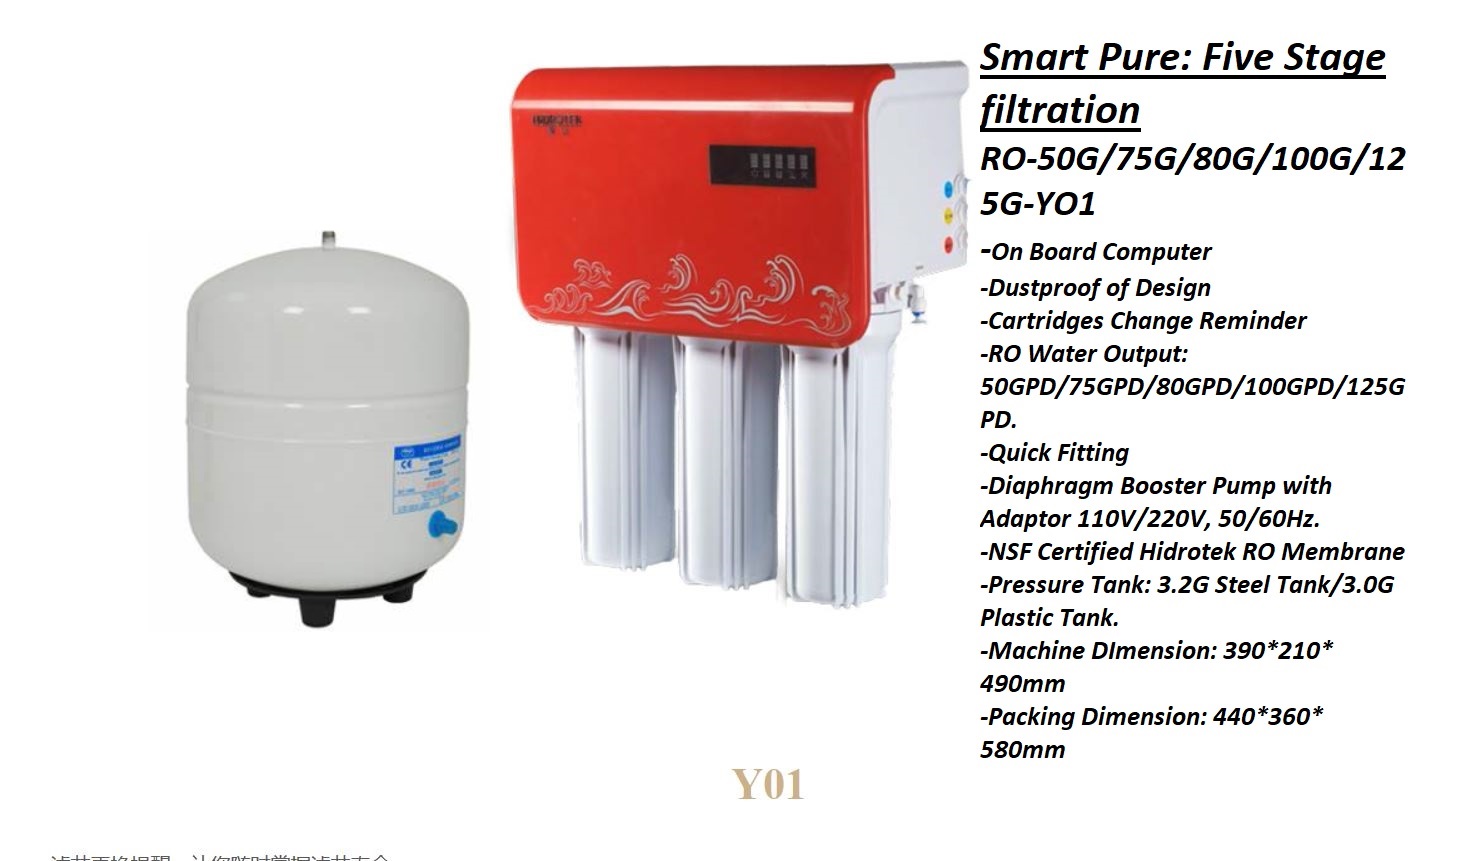 Smart Pure: Five Stage
filtration
RO-50G/75G/80G/100G/12
5G-YO1
-On Board Computer
-Dustproof of Design
-Cartridges Change Reminder
-RO Water Output:
50GPD/75GPD/80GPD/100GPD/125G
PD.
-Quick Fitting
-Diaphragm Booster Pump with
Adaptor 110V/220V, 50/60Hz.
-NSF Certified Hidrotek RO Membrane
-Pressure Tank: 3.2G Steel Tank/3.0G
Plastic Tank.
-Machine DImension: 390*210*
490mm
-Packing Dimension: 440*360*
580mm
HIDROTEK
CE
Y01